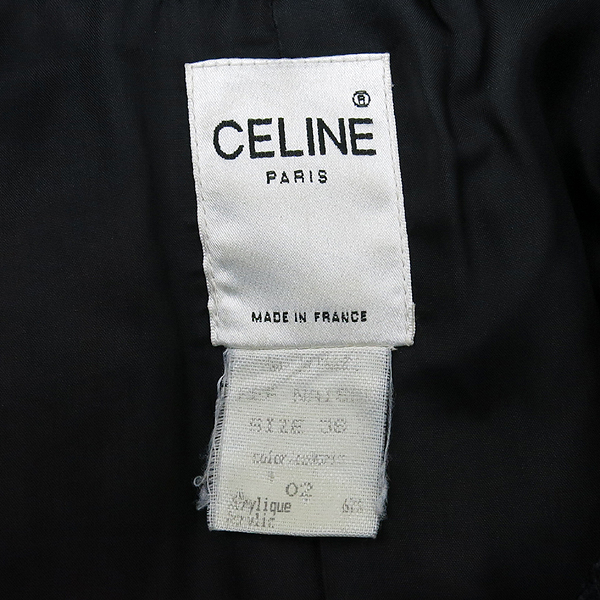 ®
CELINE
PARIS
MADE IN FRANCE
SIZE 38
02
Acrylique
Acrylic